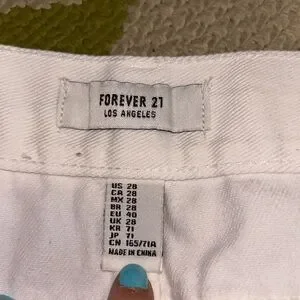 FOREVER 21
LOS ANGELES
US 28
CA 28
MX 28
BR 28
EU 40
UK 28
KR 71
JP 71
CN 165/71A
MADE IN CHINA